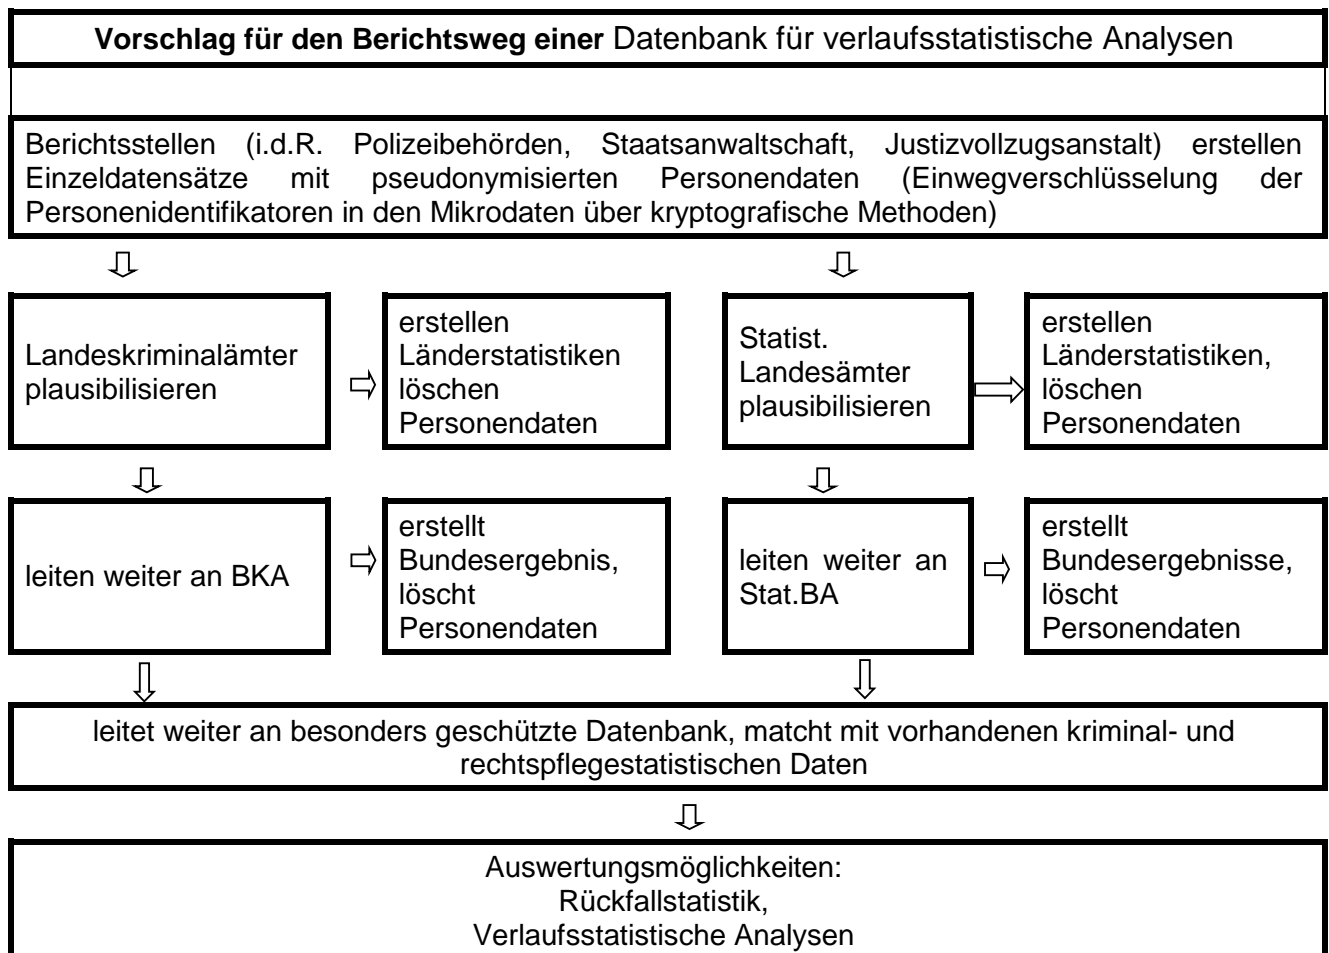 Vorschlag für den Berichtsweg einer Datenbank für verlaufsstatistische Analysen
Berichtsstellen (i.d.R. Polizeibehörden, Staatsanwaltschaft, Justizvollzugsanstalt) erstellen
Einzeldatensätze mit pseudonymisierten Personendaten (Einwegverschlüsselung der
Personenidentifikatoren in den Mikrodaten über kryptografische Methoden)
Landeskriminalämter
plausibilisieren
erstellen
Länderstatistiken
löschen
Personendaten
Statist.
Landesämter
plausibilisieren
erstellen
Länderstatistiken,
löschen
Personendaten
leiten weiter an BKA
erstellt
Bundesergebnis,
löscht
Personendaten
leiten weiter an
Stat.BA
erstellt
Bundesergebnisse,
löscht
Personendaten
leitet weiter an besonders geschützte Datenbank, matcht mit vorhandenen kriminal- und
rechtspflegestatistischen Daten
Auswertungsmöglichkeiten:
Rückfallstatistik,
Verlaufsstatistische Analysen